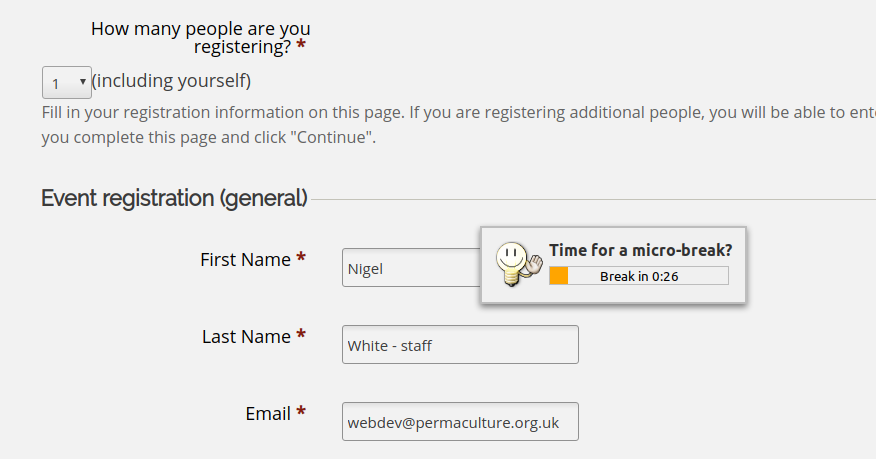 How many people are you
registering? *
1 (including yourself)
Fill in your registration information on this page. If you are registering additional people, you will be able to
you complete this page and click "Continue".
Event registration (general)
First Name *
Nigel
Time for a micro-break?
Break in 0:26
Last Name *
White - staff
Email *
webdev@permaculture.org.uk